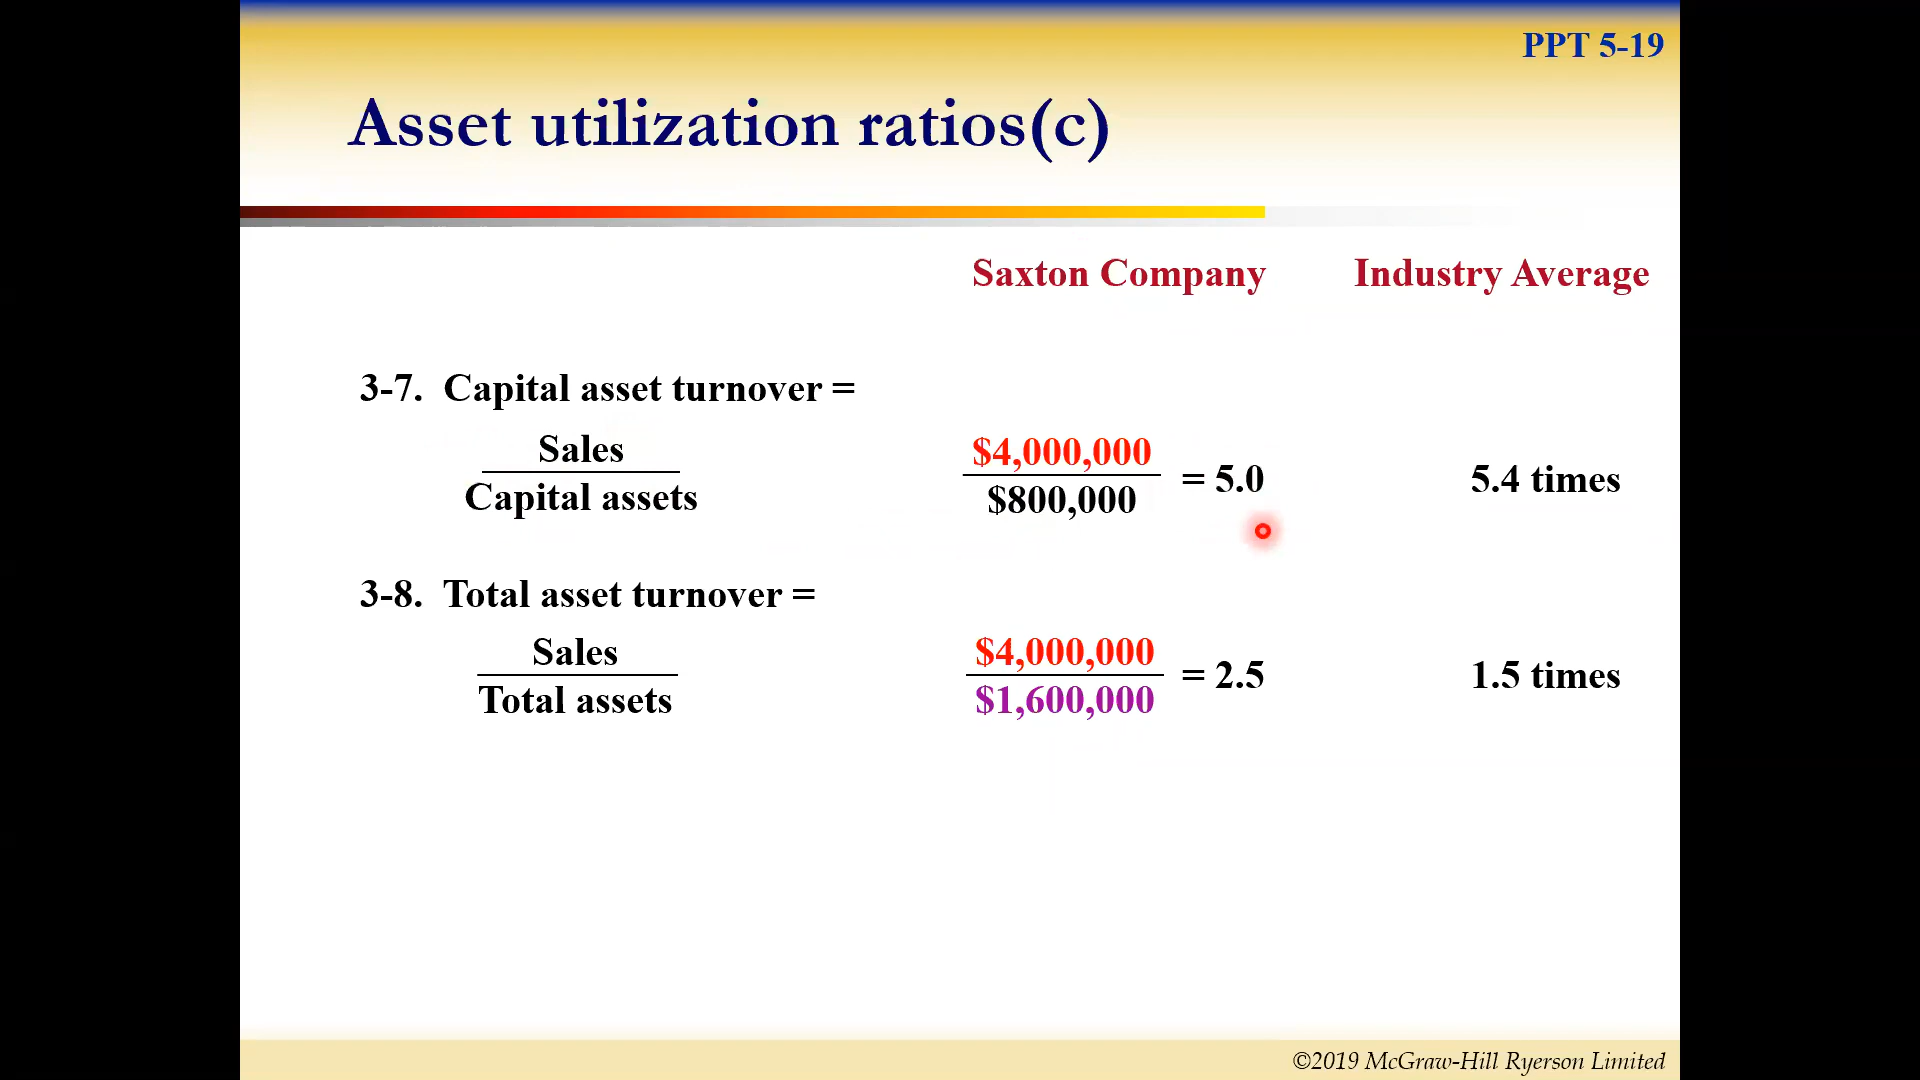 PPT 5-19
Asset utilization ratios(c)
Saxton Company Industry Average
3-7. Capital asset turnover =
Sales
Capital assets
$4,000,000
$800,000
= 5.0
5.4 times
3-8. Total asset turnover =
Sales
Total assets
$4,000,000
$1,600,000
= 2.5
1.5 times
©2019 McGraw-Hill Ryerson Limited